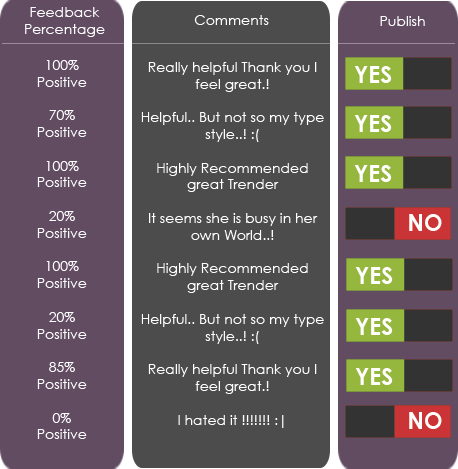 Feedback Percentage
Comments
Publish
100%
Positive
Really helpful Thank you I
feel great.!
YES
70%
Positive
Helpful.. But not so my type
style..! :(
YES
100%
Positive
Highly Recommended
great Trender
YES
20%
Positive
It seems she is busy in her
own World..!
NO
100%
Positive
Highly Recommended
great Trender
YES
20%
Positive
Helpful.. But not so my type
style..! :(
YES
85%
Positive
Really helpful Thank you I
feel great.!
YES
0%
Positive
I hated it !!!!!!! :|
NO